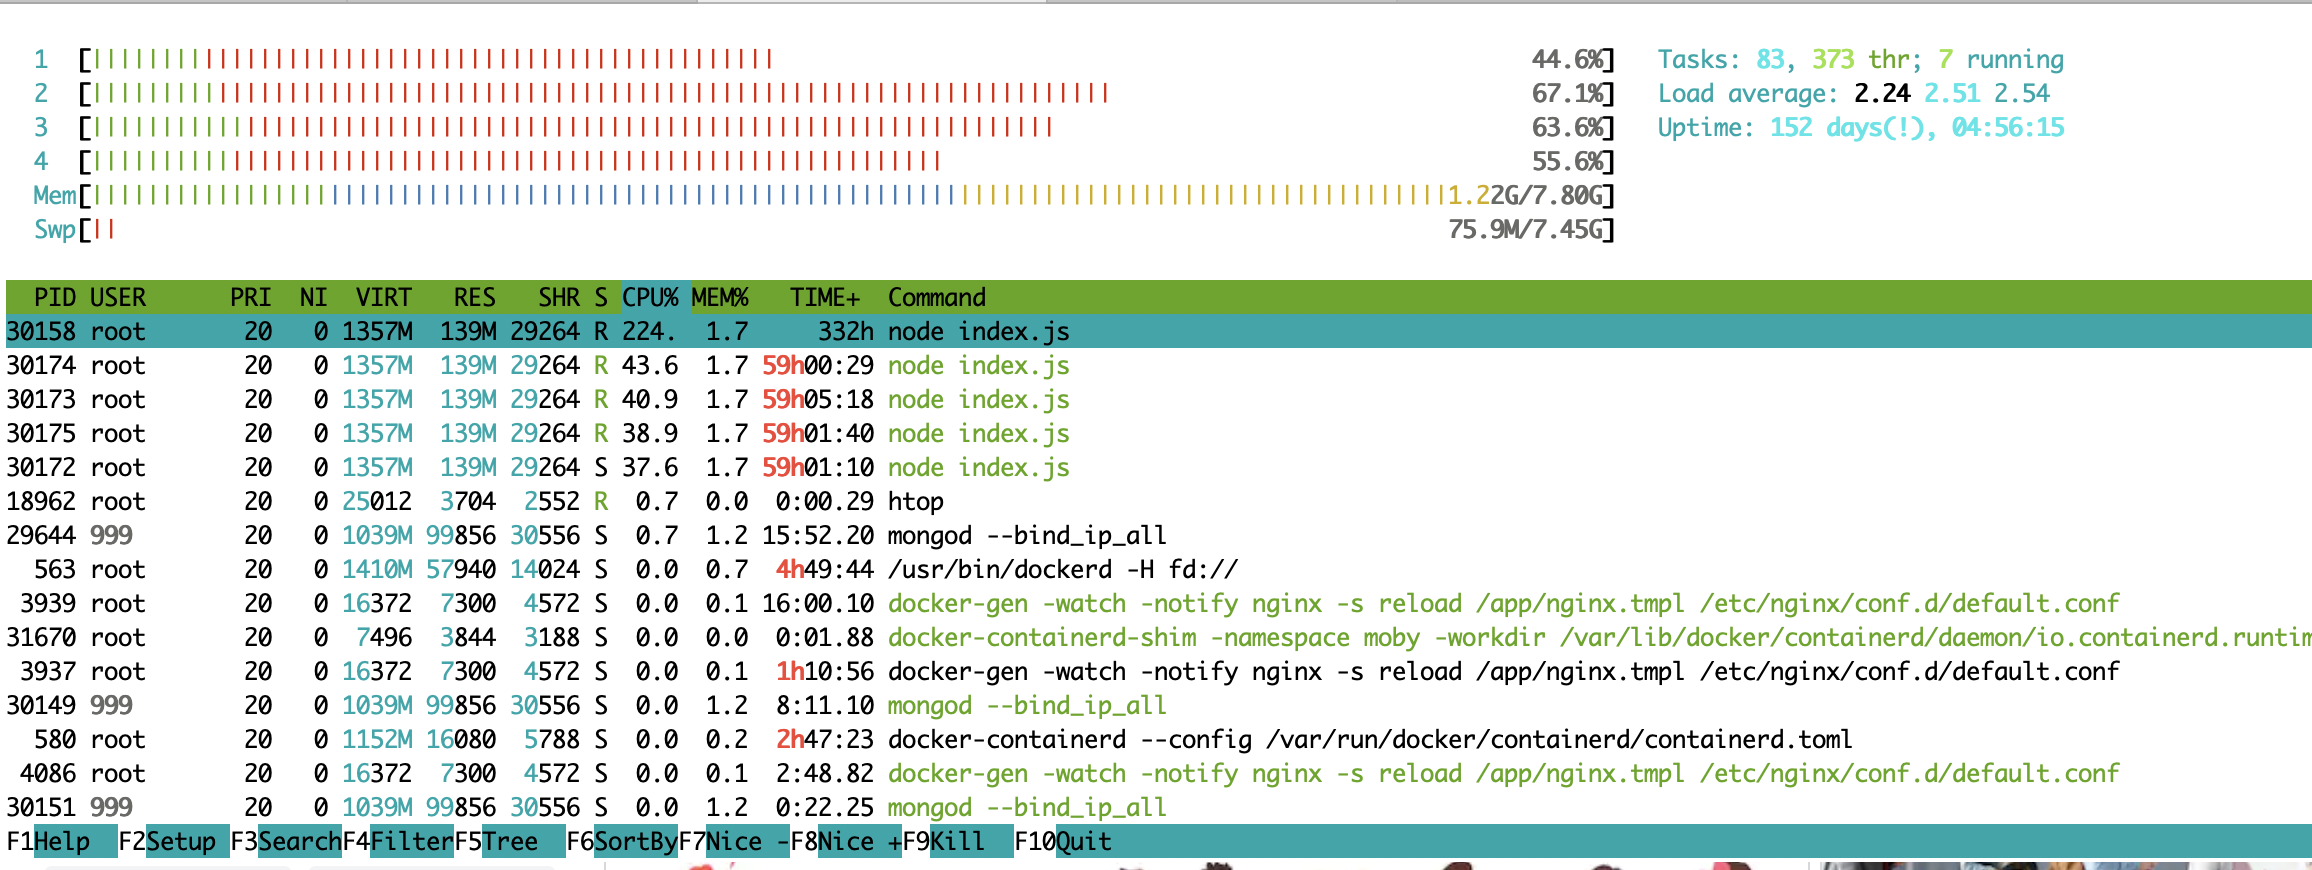 1 [ 44.6%] Tasks: 83, 373 thr; 7 running
2 [ 67.1%] Load average: 2.24 2.51 2.54
3 [ 63.6%] Uptime: 152 days(!), 04:56:15
4 [ 55.6%]
Mem[ 1.22G/7.80G]
Swp[ 75.9M/7.45G]
PID USER PRI NI VIRT RES SHR S CPU% MEM% TIME+ Command
30158 root 20 0 1357M 139M 29264 R 224. 1.7 332h node index.js
30174 root 20 0 1357M 139M 29264 R 43.6 1.7 59h00:29 node index.js
30173 root 20 0 1357M 139M 29264 R 40.9 1.7 59h05:18 node index.js
30175 root 20 0 1357M 139M 29264 R 38.9 1.7 59h01:40 node index.js
30172 root 20 0 1357M 139M 29264 S 37.6 1.7 59h01:10 node index.js
18962 root 20 0 25012 3704 2552 R 0.7 0.0 0:00.29 htop
29644 999 20 0 1039M 99856 30556 S 0.7 1.2 15:52.20 mongod --bind_ip_all
563 root 20 0 1410M 57940 14024 S 0.0 0.7 4h49:44 /usr/bin/dockerd -H fd://
3939 root 20 0 16372 7300 4572 S 0.0 0.1 16:00.10 docker-gen -watch -notify nginx -s reload /app/nginx.tmpl /etc/nginx/conf.d/default.conf
31670 root 20 0 7496 3844 3188 S 0.0 0.0 0:01.88 docker-containerd-shim -namespace moby -workdir /var/lib/docker/containerd/daemon/io.containerd.runtim
3937 root 20 0 16372 7300 4572 S 0.0 0.1 1h10:56 docker-gen -watch -notify nginx -s reload /app/nginx.tmpl /etc/nginx/conf.d/default.conf
30149 999 20 0 1039M 99856 30556 S 0.0 1.2 8:11.10 mongod --bind_ip_all
580 root 20 0 1152M 16080 5788 S 0.0 0.2 2h47:23 docker-containerd --config /var/run/docker/containerd/containerd.toml
4086 root 20 0 16372 7300 4572 S 0.0 0.1 2:48.82 docker-gen -watch -notify nginx -s reload /app/nginx.tmpl /etc/nginx/conf.d/default.conf
30151 999 20 0 1039M 99856 30556 S 0.0 1.2 0:22.25 mongod --bind_ip_all
F1Help F2Setup F3SearchF4FilterF5Tree F6SortByF7Nice -F8Nice +F9Kill F10Quit